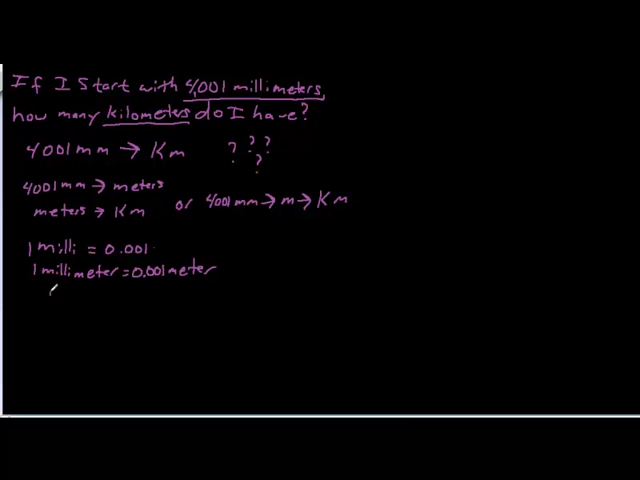 If I Start with 4,001 millimeters,
how many kilometers do I have?
4001 mm → Km ? ? ? ?
4001 mm → meters
meters → Km or 4001 mm → m → Km
1 milli = 0.001
1 millimeter = 0.001 meter